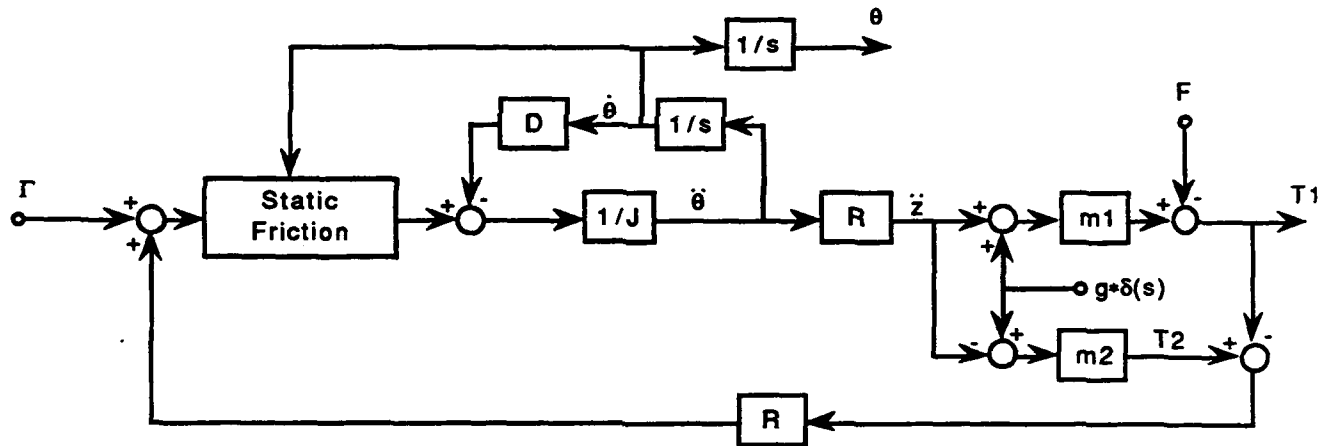 θ
1/s
D
θ̇
1/s
F
Γ
+
+
Static
Friction
+
-
1/J
θ̈
R
z̈
+
+
m1
+
-
T1
g*δ(s)
-
+
m2
T2
+
-
R